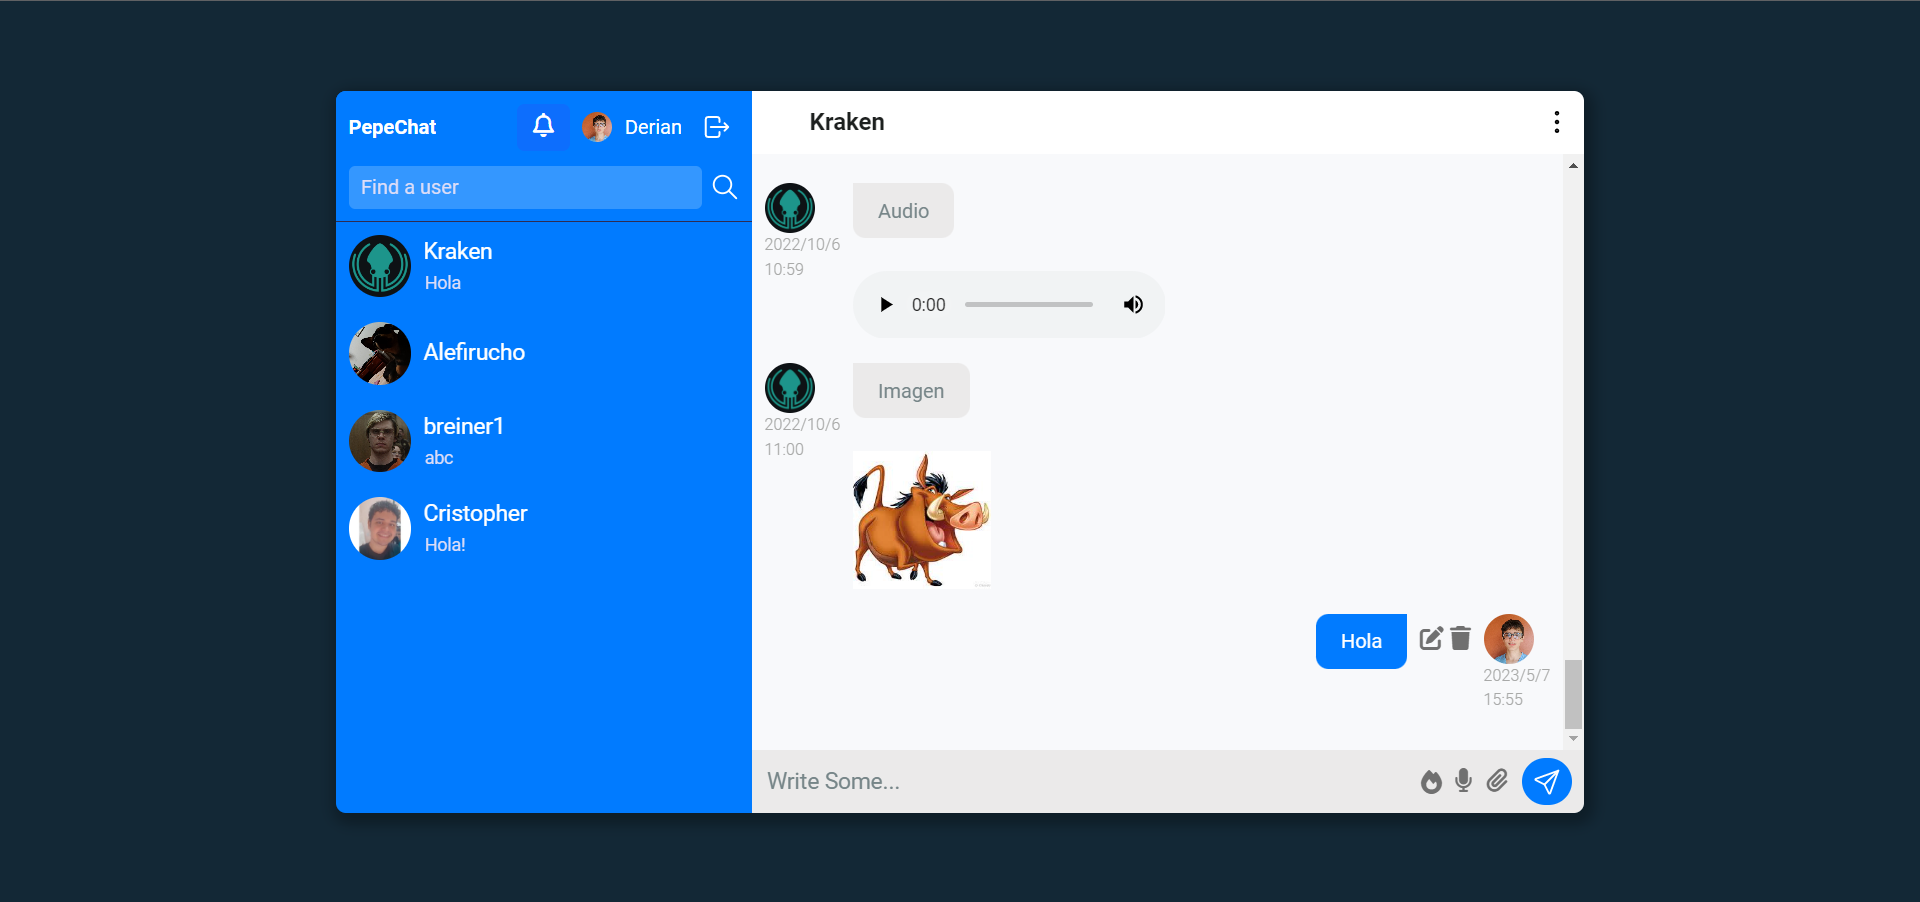 PepeChat
Derian
Find a user
Kraken
Hola
Alefirucho
breiner1
abc
Cristopher
Hola!
Kraken
Audio
2022/10/6
10:59
0:00
Imagen
2022/10/6
11:00
Hola
2023/5/7
15:55
Write Some...